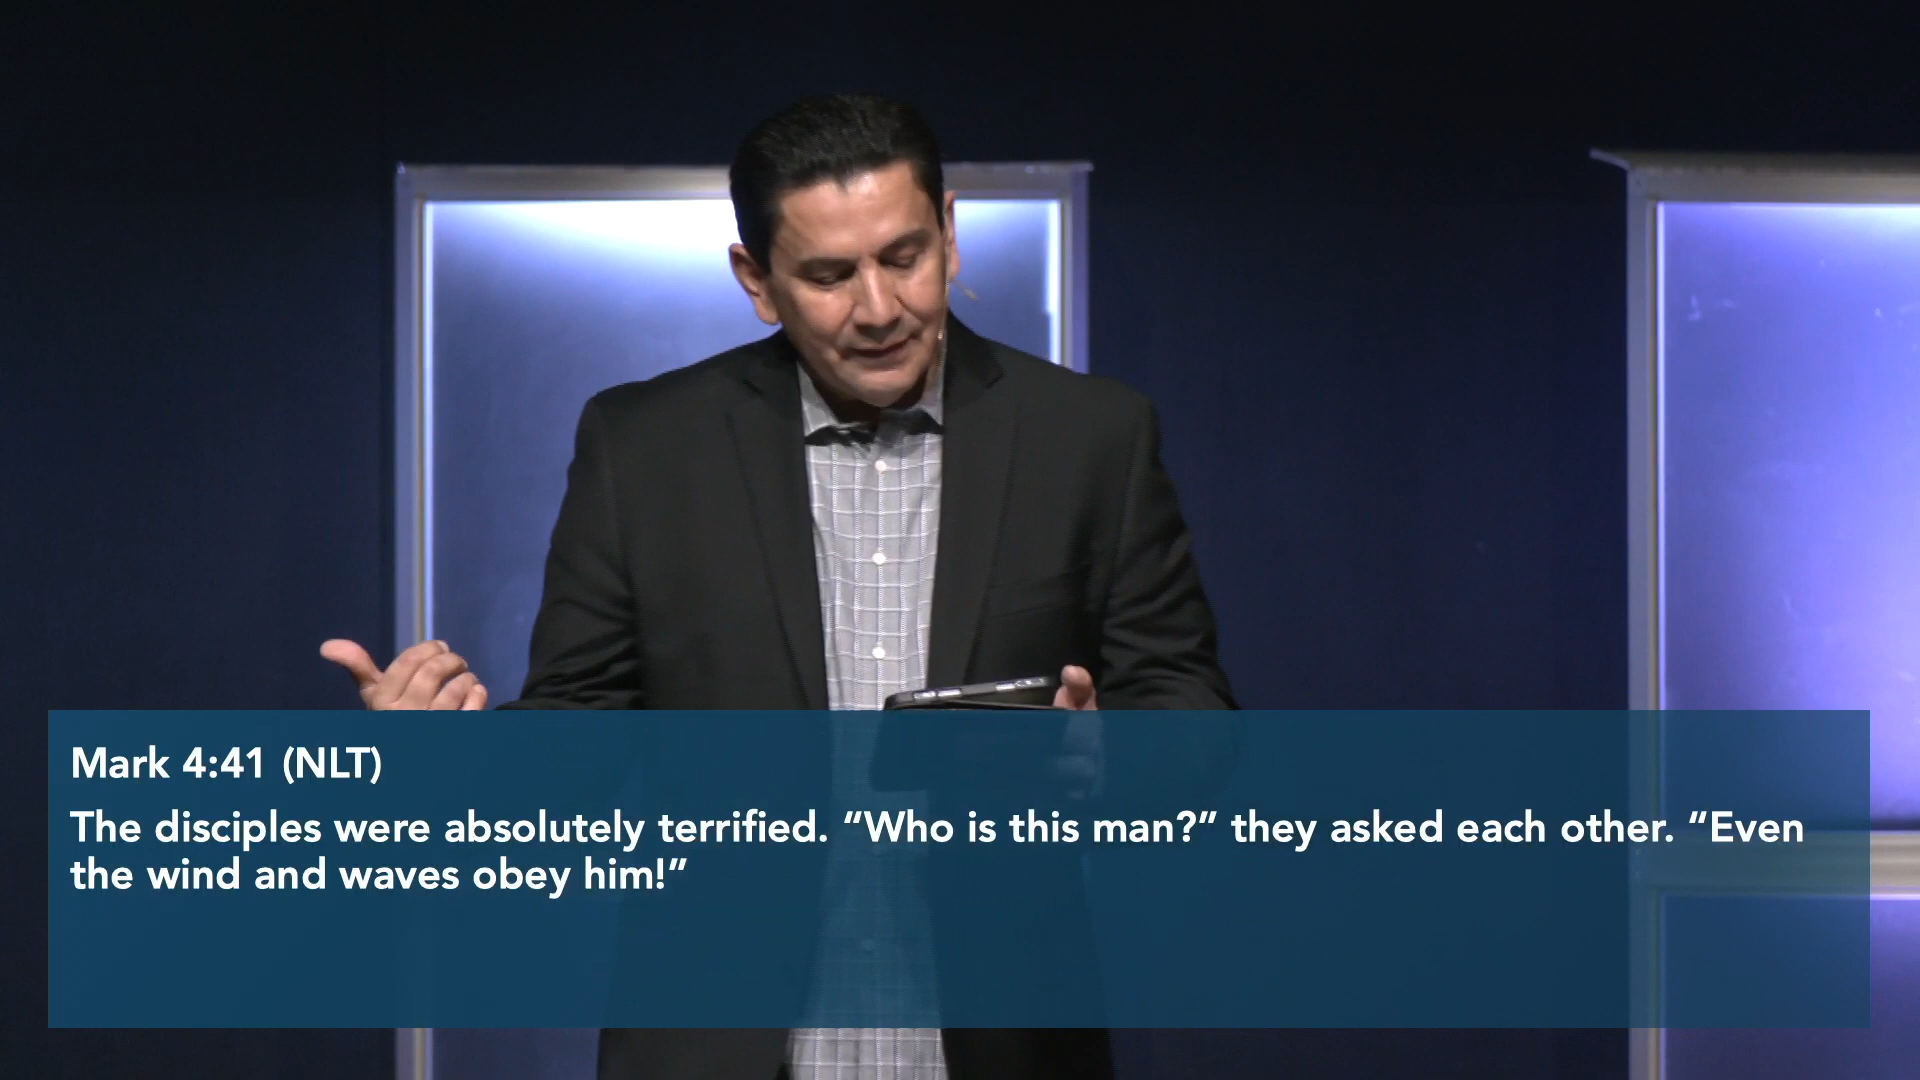 Mark 4:41 (NLT)
The disciples were absolutely terrified. “Who is this man?” they asked each other. “Even
the wind and waves obey him!”